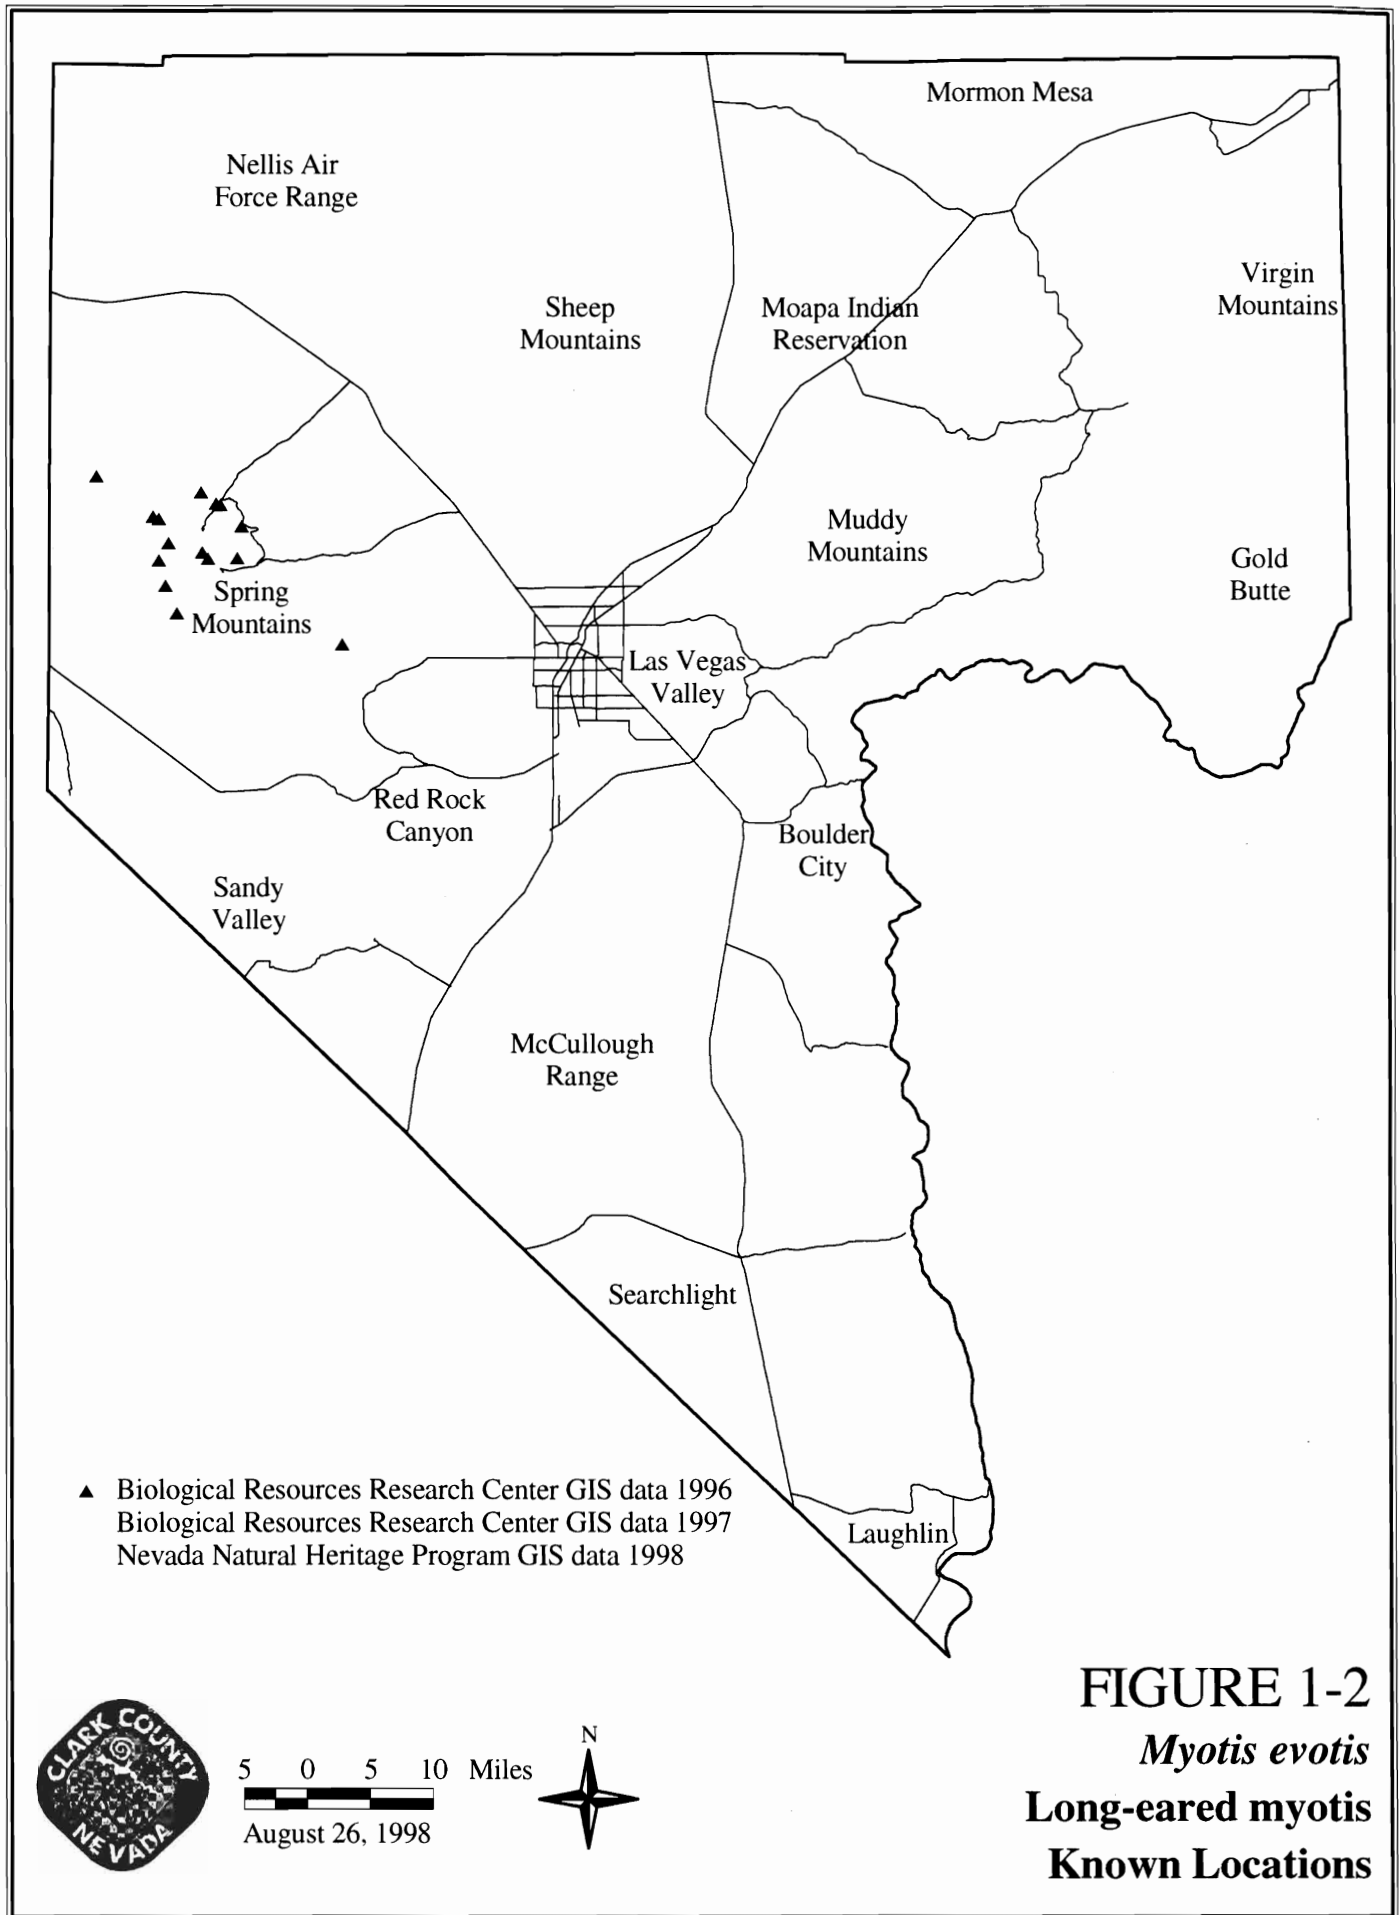 Mormon Mesa
Nellis Air
Force Range
Virgin
Mountains
Sheep
Mountains
Moapa Indian
Reservation
Muddy
Mountains
Gold
Butte
Spring
Mountains
Las Vegas
Valley
Red Rock
Canyon
Boulder
City
Sandy
Valley
McCullough
Range
Searchlight
Biological Resources Research Center GIS data 1996
Biological Resources Research Center GIS data 1997
Nevada Natural Heritage Program GIS data 1998
Laughlin
FIGURE 1-2
Myotis evotis
Long-eared myotis
Known Locations
CLARK COUNTY
NEVADA
5 0 5 10 Miles
August 26, 1998
N